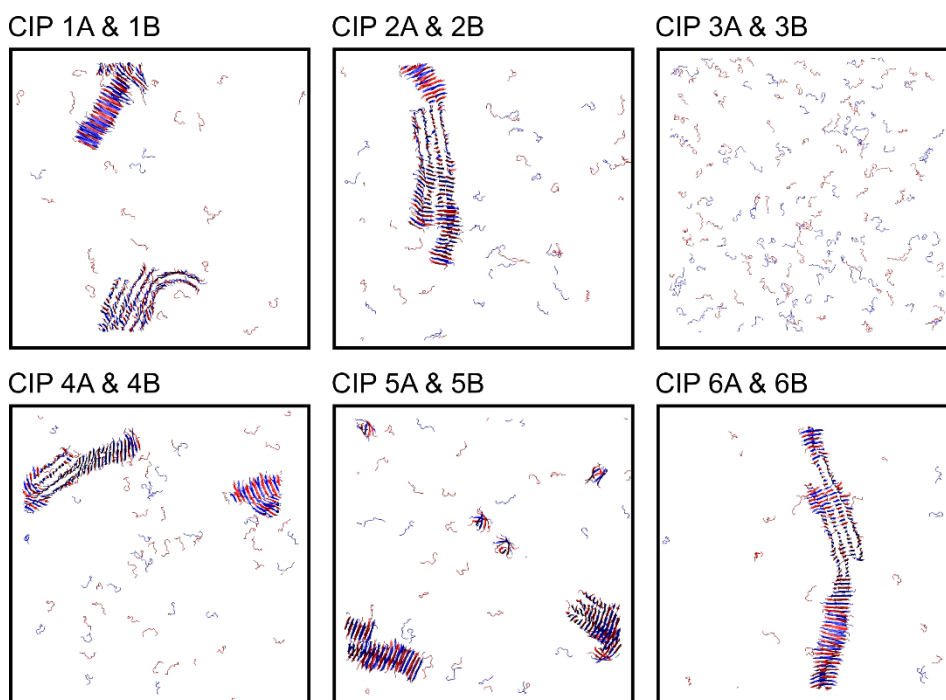 CIP 1A & 1B
CIP 2A & 2B
CIP 3A & 3B
CIP 4A & 4B
CIP 5A & 5B
CIP 6A & 6B